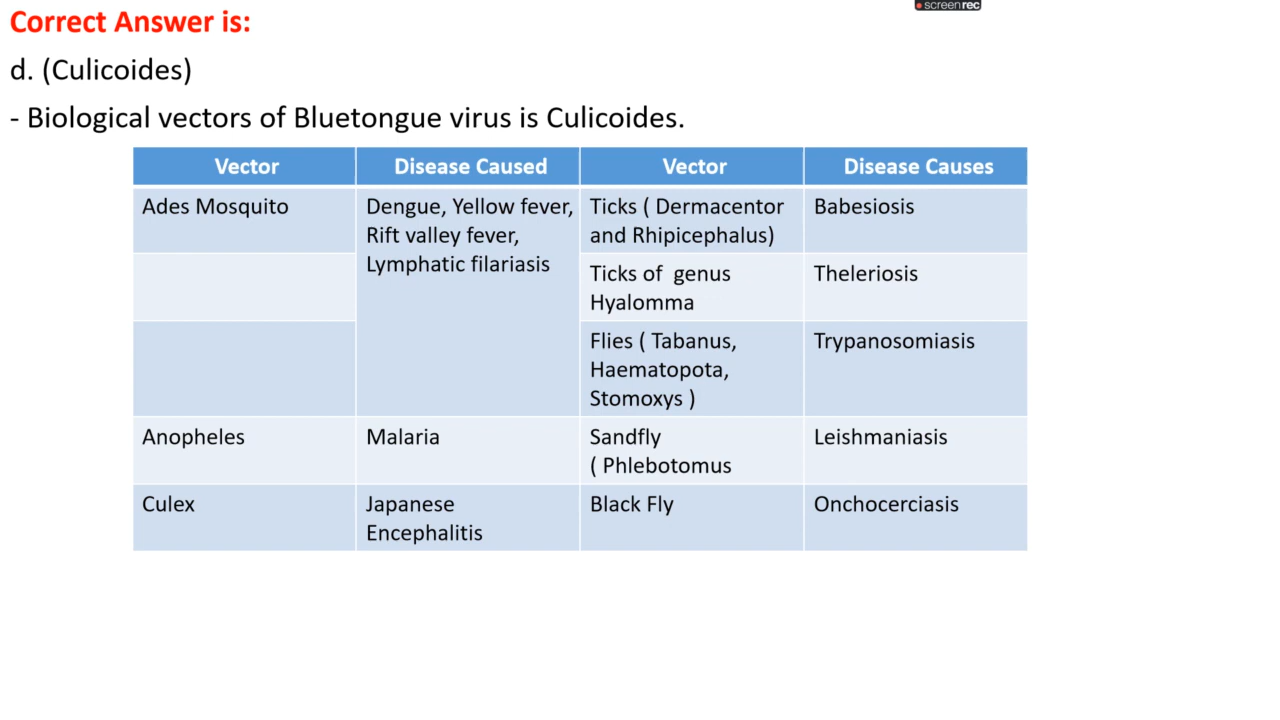 screenrec
Correct Answer is:
d. (Culicoides)
- Biological vectors of Bluetongue virus is Culicoides.
Vector Disease Caused Vector Disease Causes
Ades Mosquito Dengue, Yellow fever, Ticks ( Dermacentor Babesiosis
Rift valley fever, and Rhipicephalus)
Lymphatic filariasis
Ticks of genus Theleriosis
Hyalomma
Flies ( Tabanus, Trypanosomiasis
Haematopota,
Stomoxys )
Anopheles Malaria Sandfly Leishmaniasis
( Phlebotomus
Culex Japanese Black Fly Onchocerciasis
Encephalitis